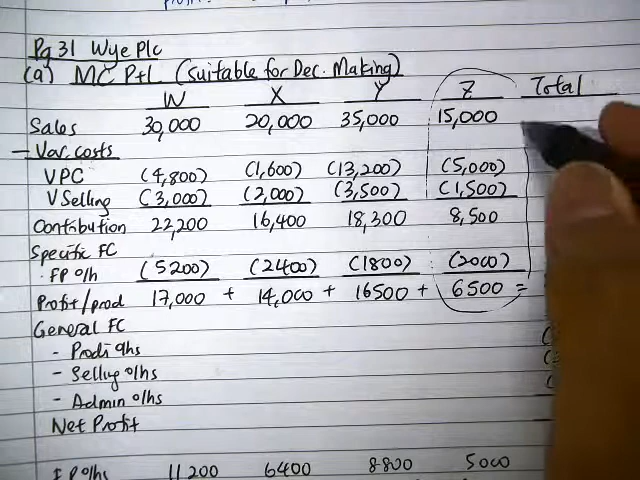 Pg 31 Wye Plc
(a) MC P+L (Suitable for Dec. Making)
W X Y Z Total
Sales 30,000 20,000 35,000 15,000
- Var. costs
VPC (4,800) (1,600) (13,200) (5,000)
V Selling (3,000) (2,000) (3,500) (1,500)
Contribution 22,200 16,400 18,300 8,500
Specific FC
FP o/h (5200) (2400) (1800) (2000)
Profit/prod 17,000 + 14,000 + 16500 + 6500 =
General FC
- Prodn o/hs
- Selling o/hs
- Admin o/hs
Net Profit
FP o/hs 11200 6400 8800 5000